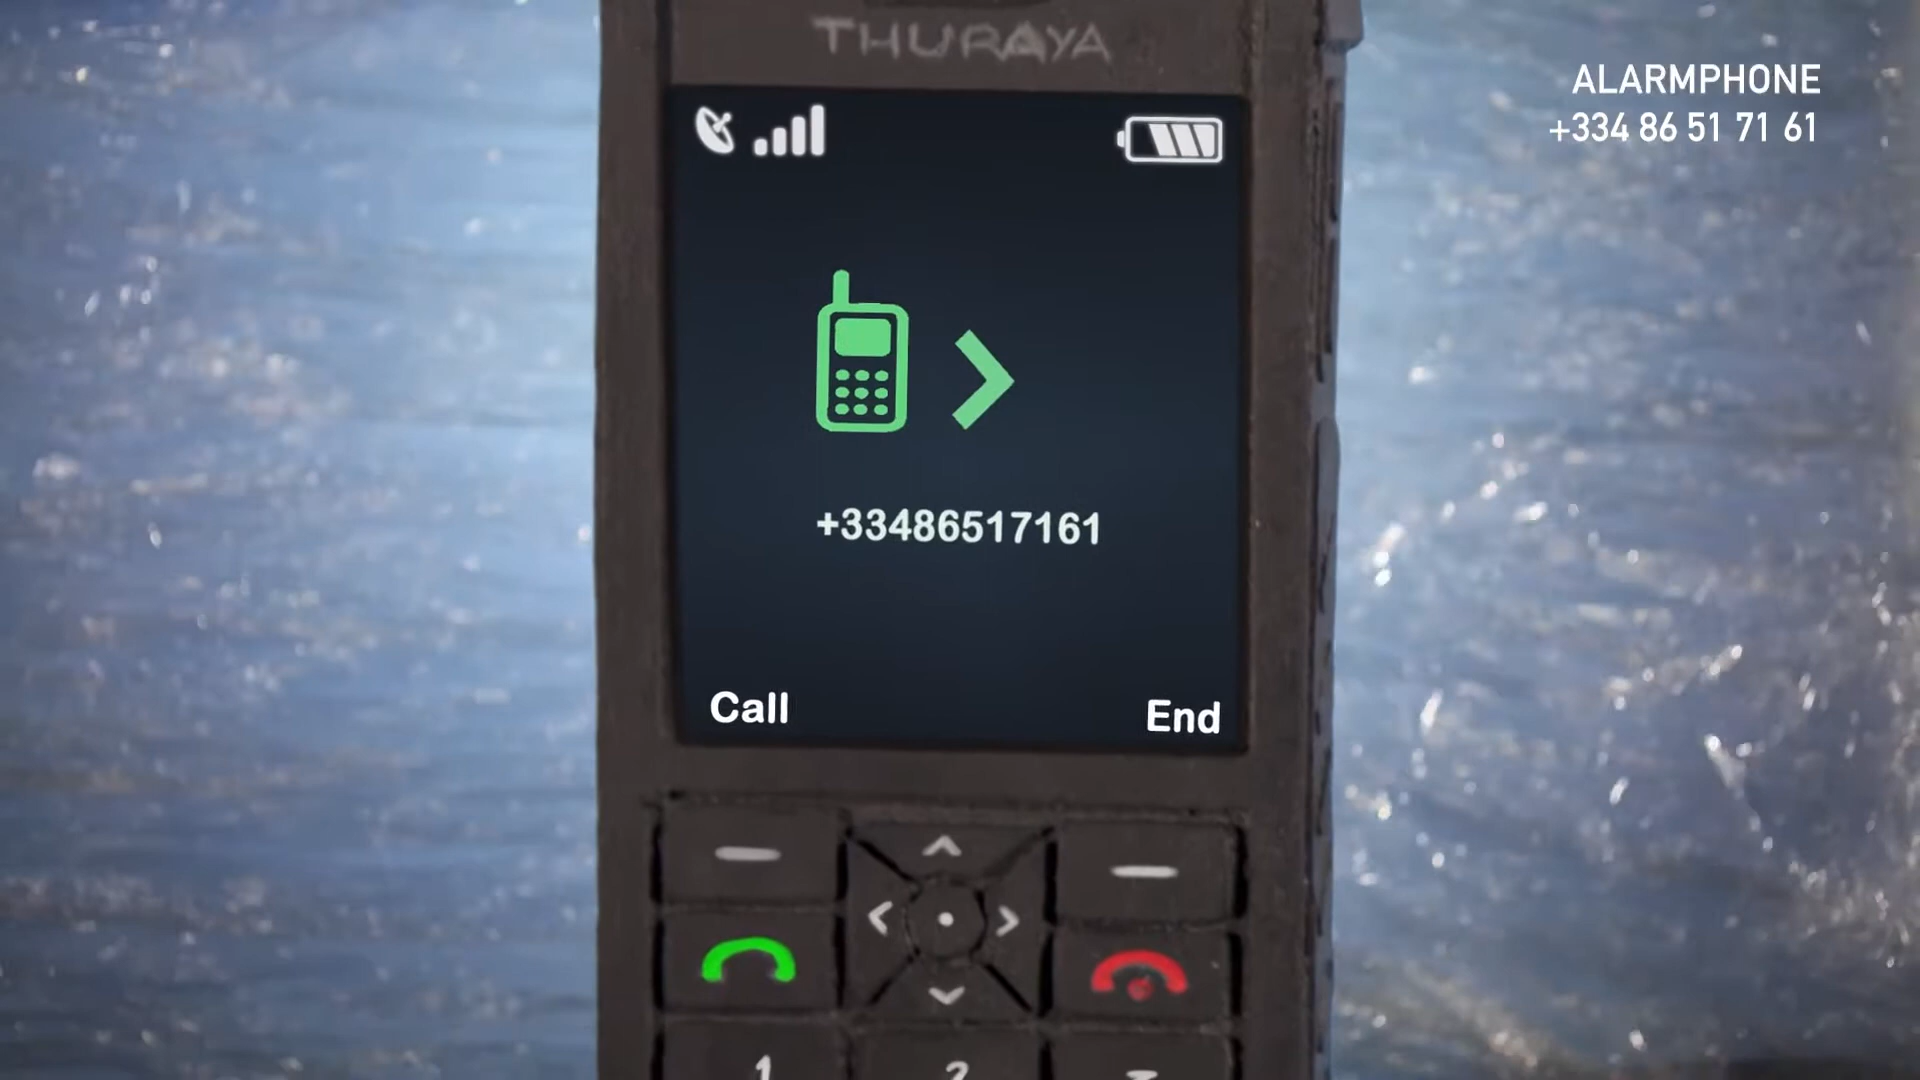 THURAYA
ALARMPHONE
+334 86 51 71 61
+33486517161
Call
End
1
2